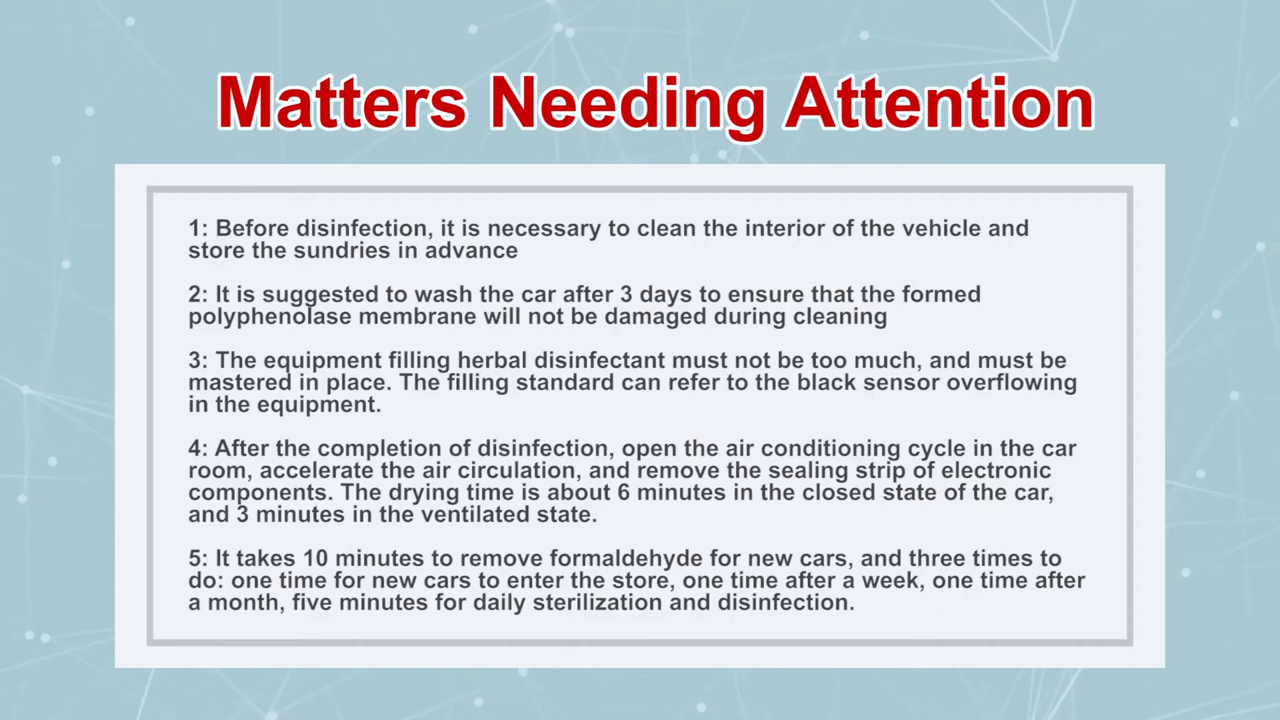 Matters Needing Attention
1: Before disinfection, it is necessary to clean the interior of the vehicle and
store the sundries in advance
2: It is suggested to wash the car after 3 days to ensure that the formed
polyphenolase membrane will not be damaged during cleaning
3: The equipment filling herbal disinfectant must not be too much, and must be
mastered in place. The filling standard can refer to the black sensor overflowing
in the equipment.
4: After the completion of disinfection, open the air conditioning cycle in the car
room, accelerate the air circulation, and remove the sealing strip of electronic
components. The drying time is about 6 minutes in the closed state of the car,
and 3 minutes in the ventilated state.
5: It takes 10 minutes to remove formaldehyde for new cars, and three times to
do: one time for new cars to enter the store, one time after a week, one time after
a month, five minutes for daily sterilization and disinfection.